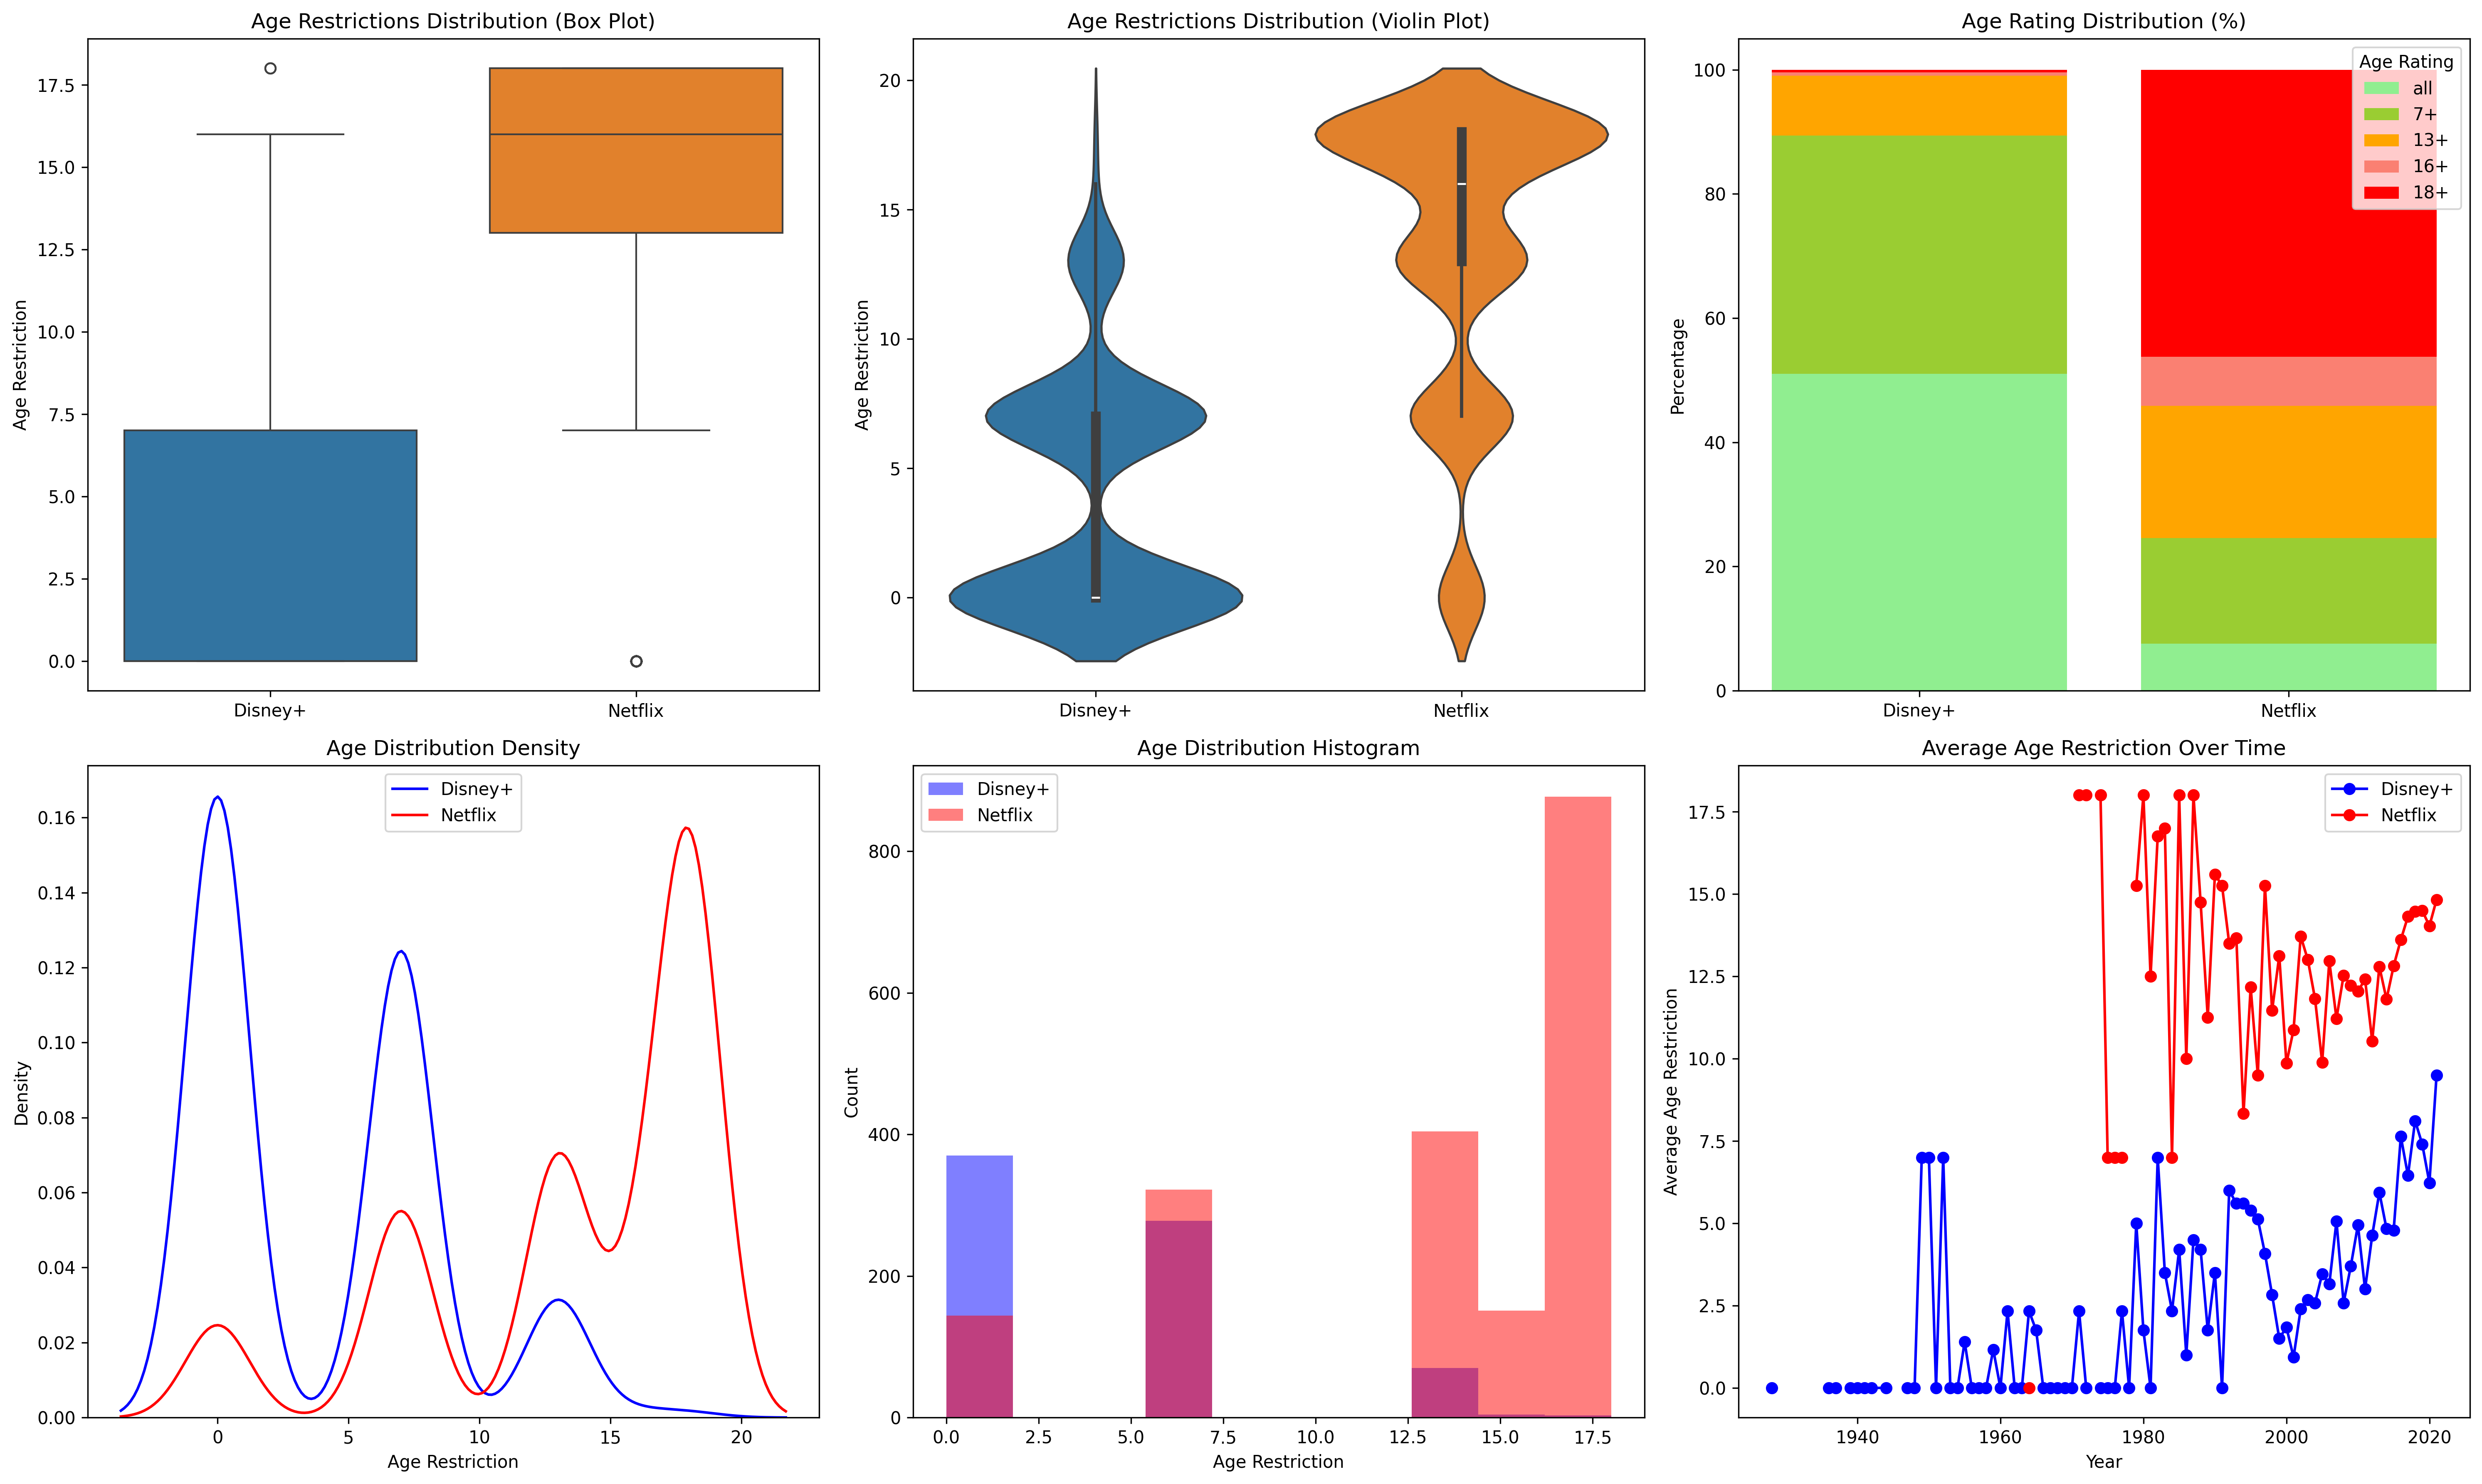 Age Restrictions Distribution (Box Plot)
Age Restriction
17.5
15.0
12.5
10.0
7.5
5.0
2.5
0.0
Disney+
Netflix
Age Restrictions Distribution (Violin Plot)
Age Restriction
20
15
10
5
0
Disney+
Netflix
Age Rating Distribution (%)
Percentage
100
80
60
40
20
0
Age Rating
all
7+
13+
16+
18+
Disney+
Netflix
Age Distribution Density
Density
0.16
0.14
0.12
0.10
0.08
0.06
0.04
0.02
0.00
Disney+
Netflix
0
5
10
15
20
Age Restriction
Age Distribution Histogram
Count
800
600
400
200
0
Disney+
Netflix
0.0
2.5
5.0
7.5
10.0
12.5
15.0
17.5
Age Restriction
Average Age Restriction Over Time
Average Age Restriction
17.5
15.0
12.5
10.0
7.5
5.0
2.5
0.0
Disney+
Netflix
1940
1960
1980
2000
2020
Year